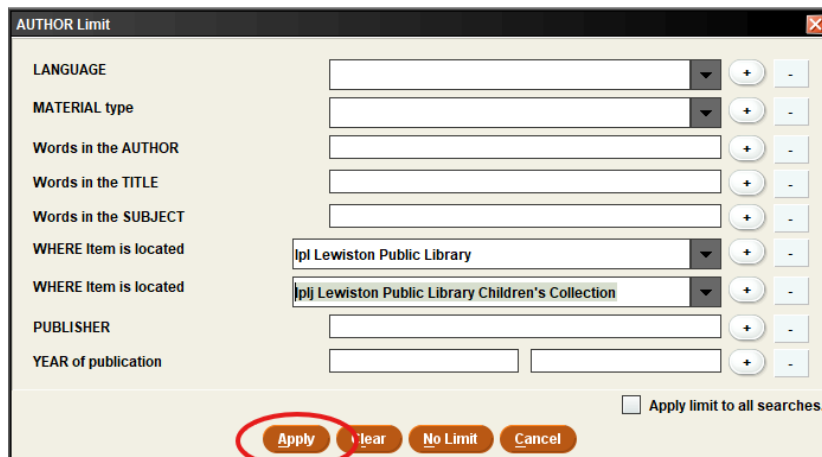 AUTHOR Limit
LANGUAGE + -
MATERIAL type + -
Words in the AUTHOR + -
Words in the TITLE + -
Words in the SUBJECT + -
WHERE Item is located lpl Lewiston Public Library + -
WHERE Item is located lplj Lewiston Public Library Children's Collection + -
PUBLISHER + -
YEAR of publication + -
Apply limit to all searches.
Apply Clear No Limit Cancel